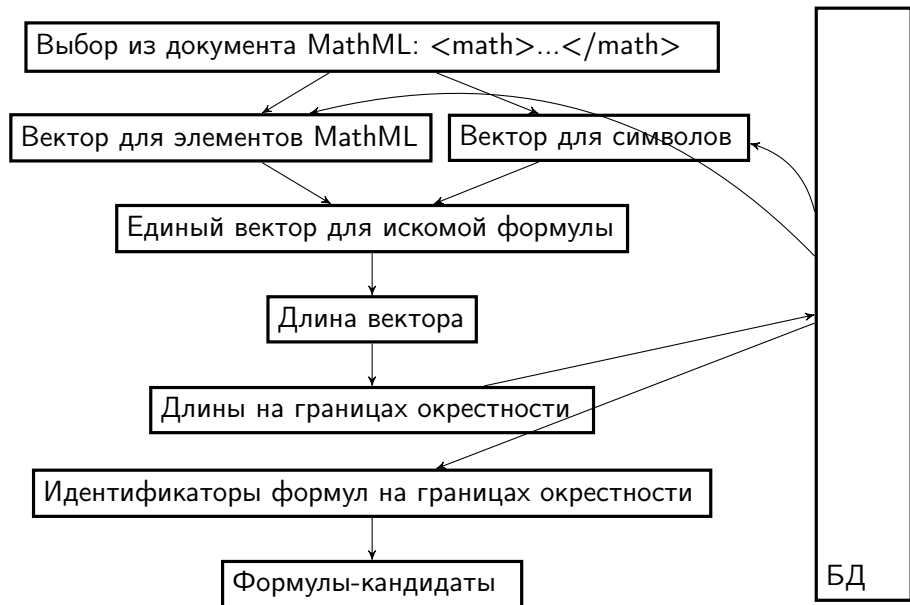 Выбор из документа MathML: <math>...</math>
Вектор для элементов MathML
Вектор для символов
Единый вектор для искомой формулы
Длина вектора
Длины на границах окрестности
Идентификаторы формул на границах окрестности
Формулы-кандидаты
БД